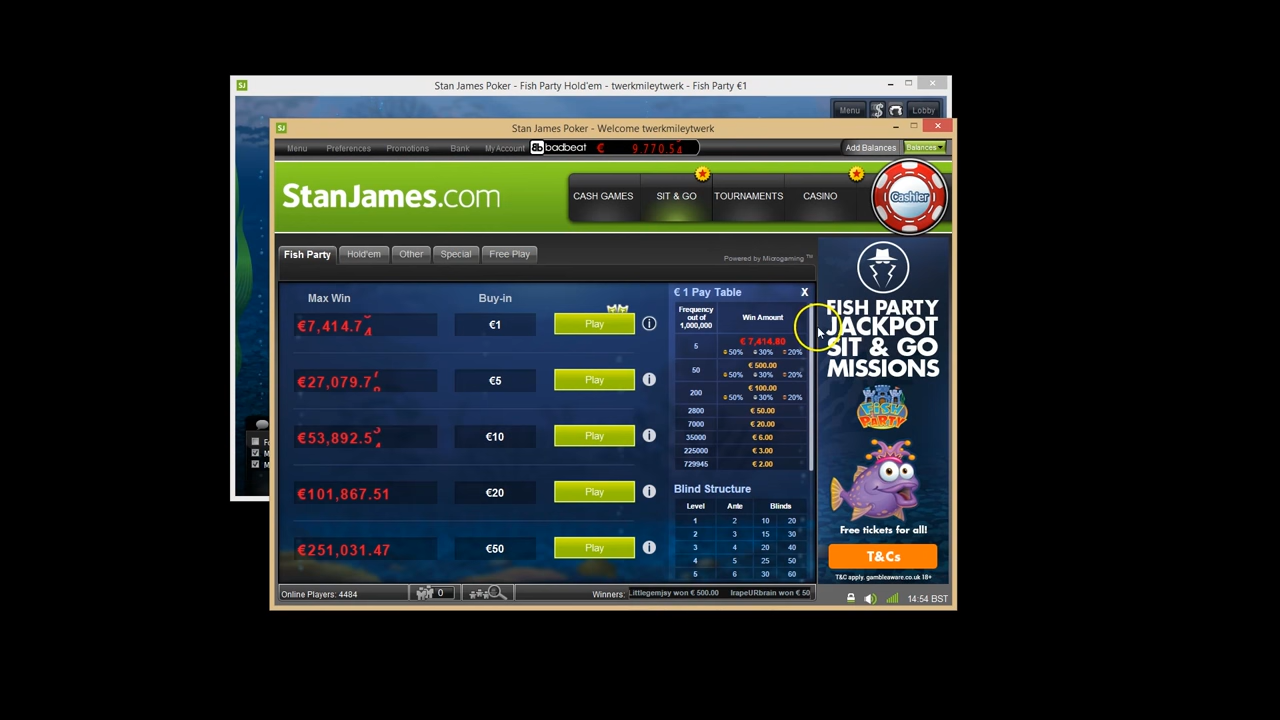 Stan James Poker - Fish Party Hold'em - twerkmileytwerk - Fish Party €1
Menu
Lobby
Stan James Poker - Welcome twerkmileytwerk
Menu Preferences Promotions Bank My Account badbeat € 9,770.54 Add Balances Balances
StanJames.com
CASH GAMES SIT & GO TOURNAMENTS CASINO Cashier
Fish Party Hold'em Other Special Free Play
Powered by Microgaming ™
Max Win Buy-in
€1 Play i
€5 Play i
€10 Play i
€101,867.51 €20 Play i
€251,031.47 €50 Play i
€ 1 Pay Table X
Frequency out of 1,000,000 Win Amount
5 € 7,414.80
50% 30% 20%
50 € 500.00
50% 30% 20%
200 € 100.00
50% 30% 20%
2800 € 50.00
7000 € 20.00
35000 € 6.00
225000 € 3.00
729945 € 2.00
Blind Structure
Level Ante Blinds
1 2 10 20
2 3 15 30
3 4 20 40
4 5 25 50
5 6 30 60
FISH PARTY
JACKPOT
SIT & GO
MISSIONS
FISH PARTY
Free tickets for all!
T&Cs
T&C apply. gambleaware.co.uk 18+
Online Players: 4484 0 Winners: Littlegemjsy won € 500.00 IrapeURbrain won € 50
14:54 BST